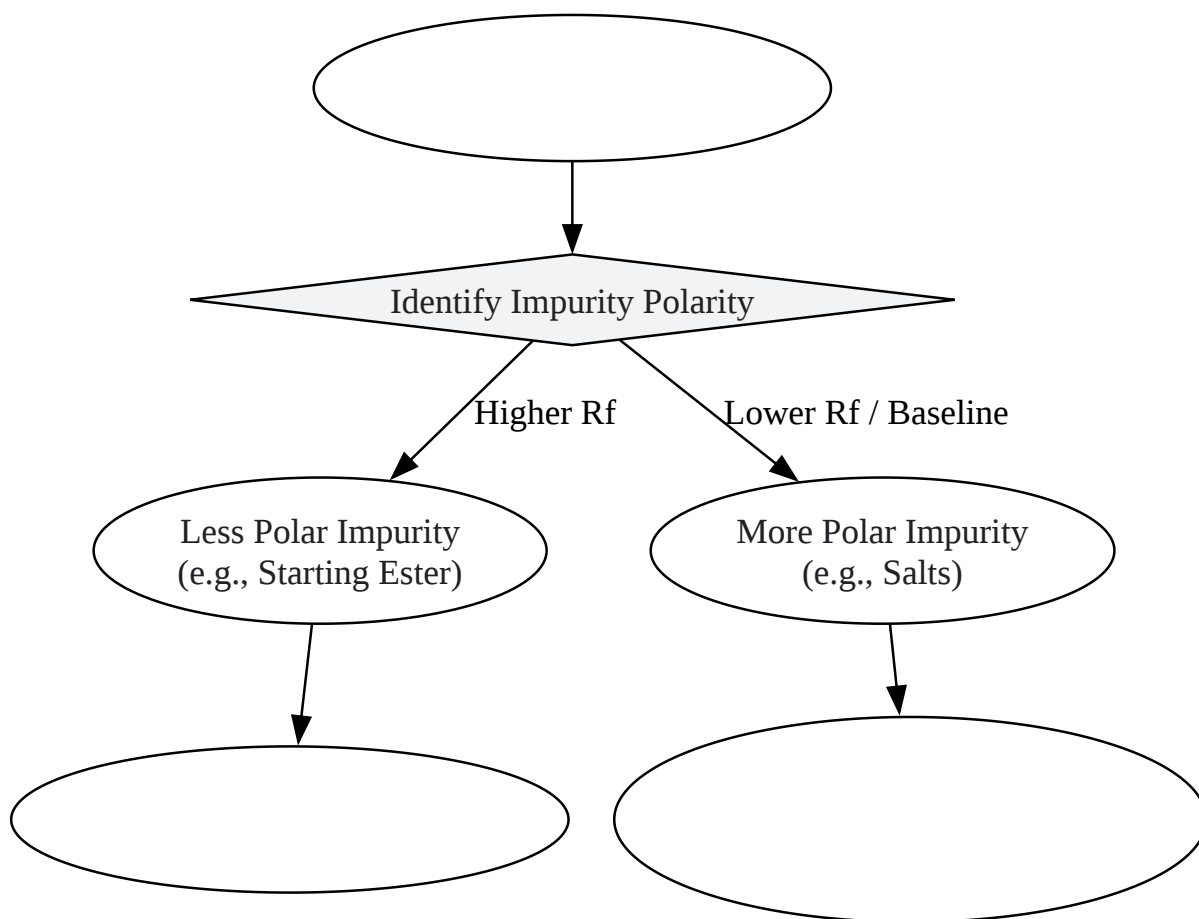 Identify Impurity Polarity
Higher Rf
Lower Rf / Baseline
Less Polar Impurity
(e.g., Starting Ester)
More Polar Impurity
(e.g., Salts)